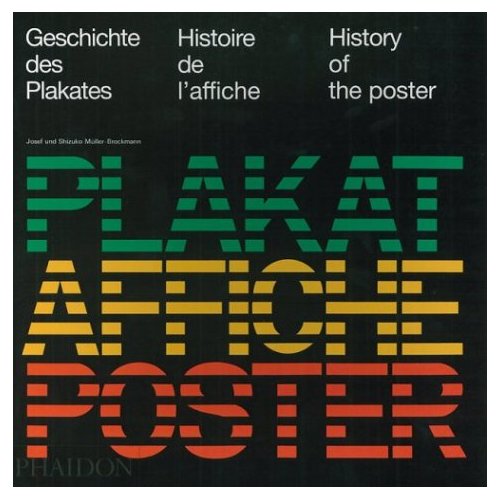 Geschichte
des
Plakates
Histoire
de
l'affiche
History
of
the poster
Josef und Shizuko Müller-Brockmann
PLAKAT
AFFICHE
POSTER
PHAIDON